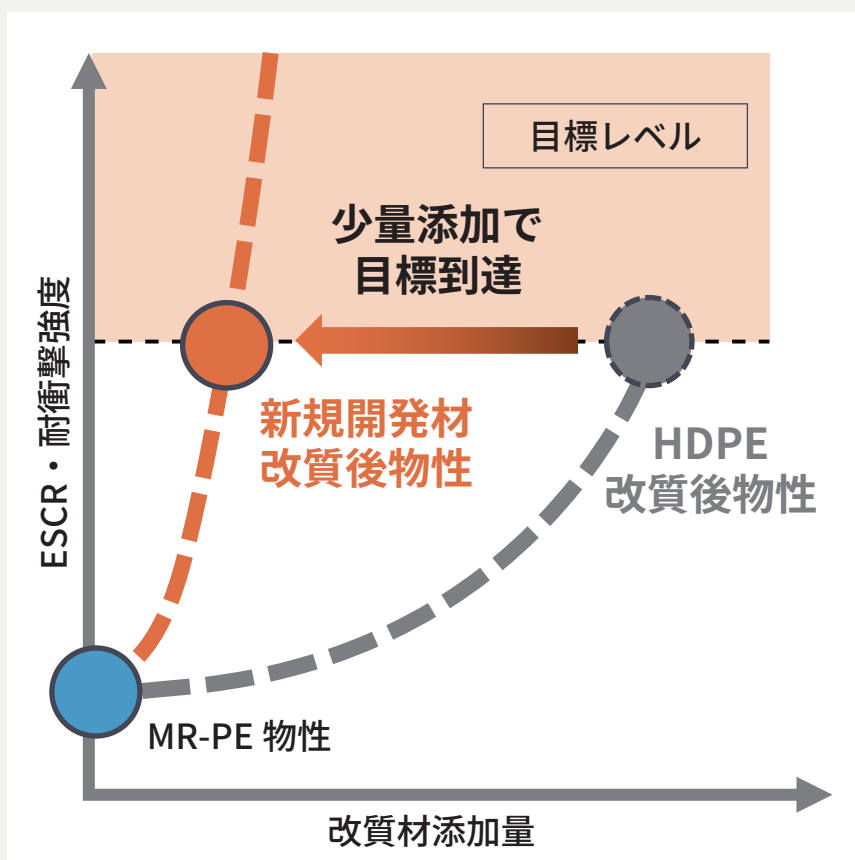 目標レベル
少量添加で
目標到達
ESCR・耐衝撃強度
新規開発材
改質後物性
HDPE
改質後物性
MR-PE 物性
改質材添加量